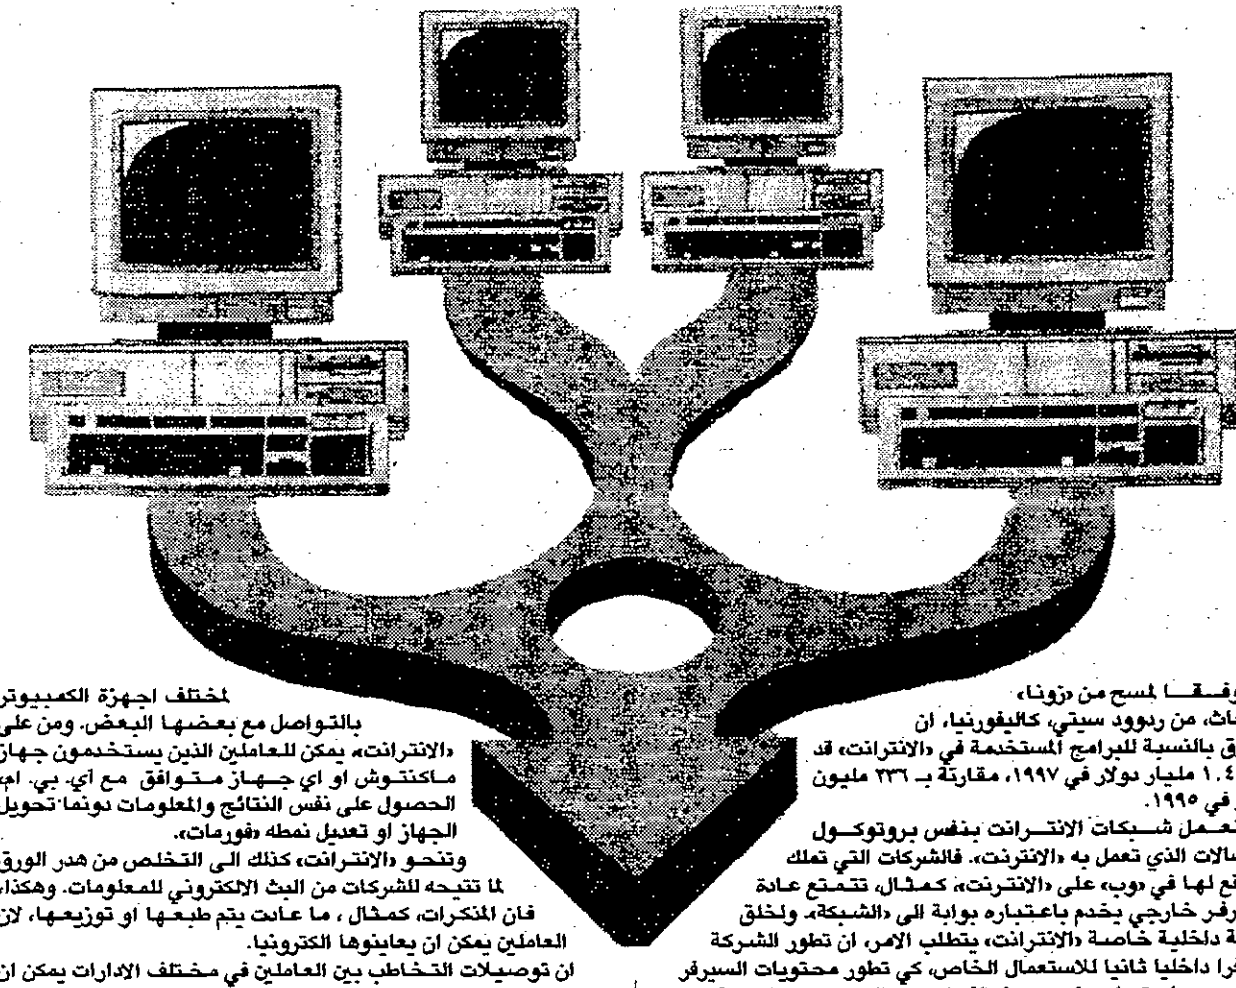 وفقا لمسح من «زونا»
من ردوود سيتي، كاليفورنيا، ان
بالنسبة للبرامج المستخدمة في «الانترانت» قد
مليار دولار في ١٩٩٧، مقارنة بـ ٣٣٦ مليون
في ١٩٩٥.
شبكات الانترانت بنفس بروتوكول
الذي تعمل به «الانترنت». فالشركات التي تملك
لها في «وب» على «الانترنت»، كمثال، تتمتع عادة
خارجي يخدم باعتباره بوابة الى «الشبكة». ولخلق
داخلية خاصة «الانترانت» يتطلب الامر، ان تطور الشركة
داخليا ثانيا للاستعمال الخاص، كي تطور محتويات السيرفر
لمختلف اجهزة الكمبيوتر
بالتواصل مع بعضها البعض. ومن على
«الانترانت» يمكن للعاملين الذين يستخدمون جهاز
ماكنتوش او اي جهاز متوافق مع آي. بي. ام،
الحصول على نفس النتائج والمعلومات دونما تحويل
الجهاز او تعديل نمطه «فورمات».
وتنحو «الانترانت» كذلك الى التخلص من هدر الورق
لما تتيحه للشركات من البث الالكتروني للمعلومات. وهكذا،
فان المذكرات، كمثال، ما عادت يتم طبعها او توزيعها، لان
العاملين يمكن ان يعاينوها الكترونيا.
ان توصيلات التخاطب بين العاملين في مختلف الادارات يمكن ان